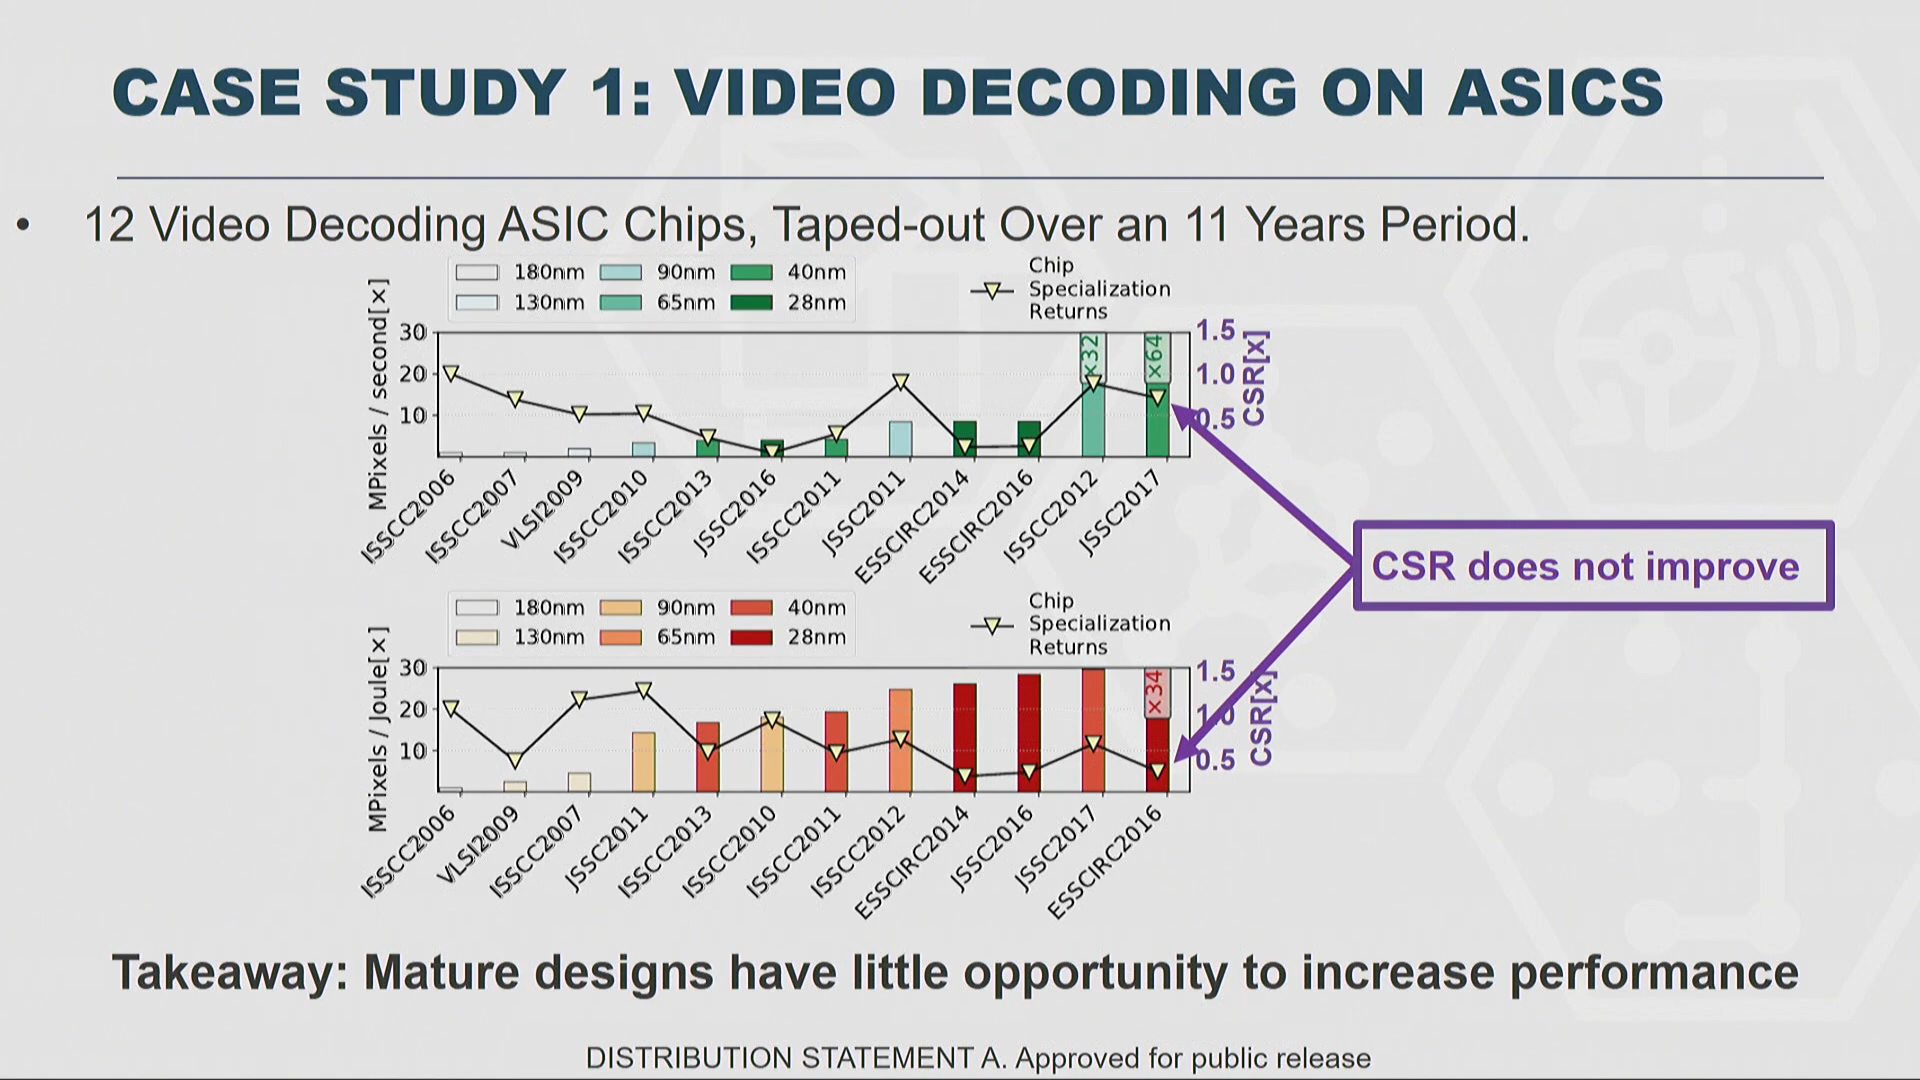 CASE STUDY 1: VIDEO DECODING ON ASICS
• 12 Video Decoding ASIC Chips, Taped-out Over an 11 Years Period.
180nm 90nm 40nm
130nm 65nm 28nm
Chip
Specialization
Returns
MPixels / second[×]
30
20
10
×32
×64
1.5
1.0
0.5
CSR[x]
ISSCC2006
ISSCC2007
VLSI2009
ISSCC2010
ISSCC2013
JSSC2016
ISSCC2011
JSSC2011
ESSCIRC2014
ESSCIRC2016
ISSCC2012
JSSC2017
CSR does not improve
180nm 90nm 40nm
130nm 65nm 28nm
Chip
Specialization
Returns
MPixels / Joule[×]
30
20
10
×34
1.5
1.0
0.5
CSR[x]
ISSCC2006
VLSI2009
ISSCC2007
JSSC2011
ISSCC2013
ISSCC2010
ISSCC2011
ISSCC2012
ESSCIRC2014
JSSC2016
JSSC2017
ESSCIRC2016
Takeaway: Mature designs have little opportunity to increase performance
DISTRIBUTION STATEMENT A. Approved for public release